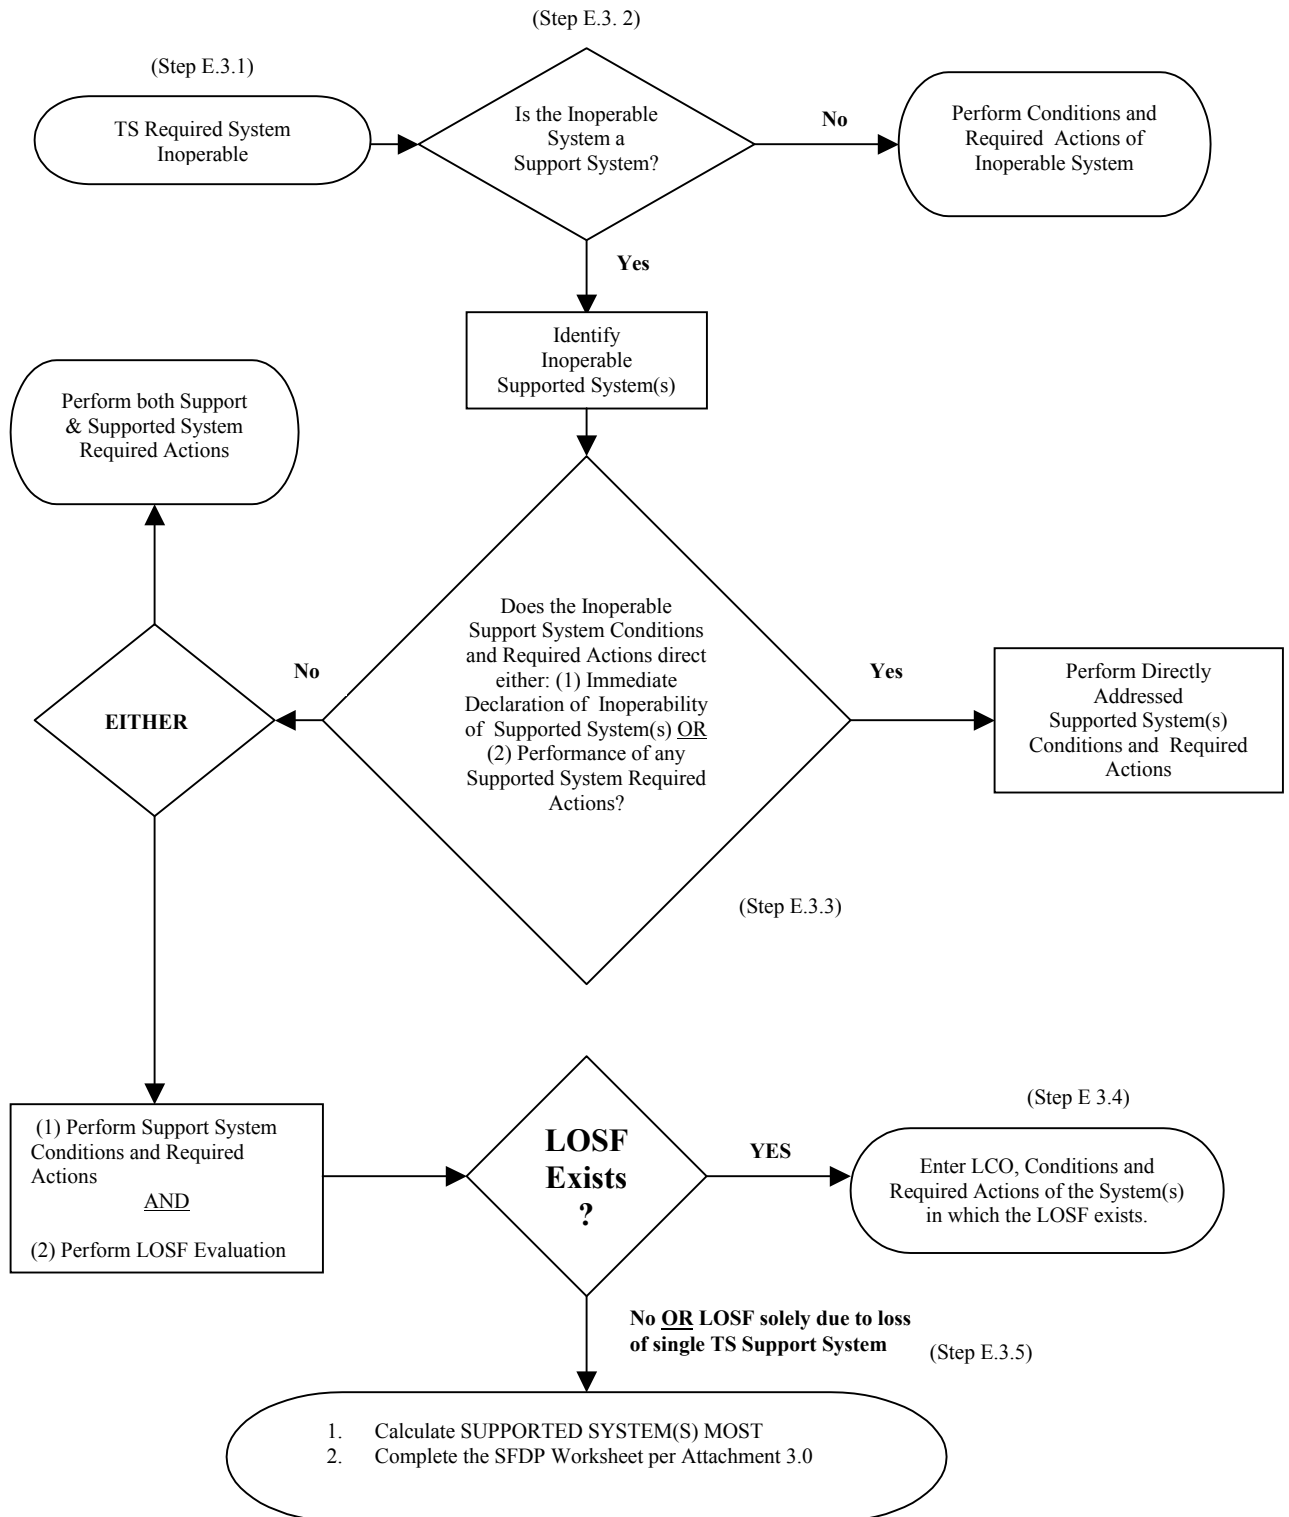 (Step E.3. 2)
(Step E.3.1)
TS Required System
Inoperable
Is the Inoperable
System a
Support System?
No
Perform Conditions and
Required Actions of
Inoperable System
Yes
Identify
Inoperable
Supported System(s)
Perform both Support
& Supported System
Required Actions
Does the Inoperable
Support System Conditions
and Required Actions direct
either: (1) Immediate
Declaration of Inoperability
of Supported System(s) OR
(2) Performance of any
Supported System Required
Actions?
No
EITHER
Yes
Perform Directly
Addressed
Supported System(s)
Conditions and Required
Actions
(Step E.3.3)
(1) Perform Support System
Conditions and Required
Actions
AND
(2) Perform LOSF Evaluation
LOSF
Exists
?
YES
(Step E 3.4)
Enter LCO, Conditions and
Required Actions of the System(s)
in which the LOSF exists.
No OR LOSF solely due to loss
of single TS Support System
(Step E.3.5)
1. Calculate SUPPORTED SYSTEM(S) MOST
2. Complete the SFDP Worksheet per Attachment 3.0